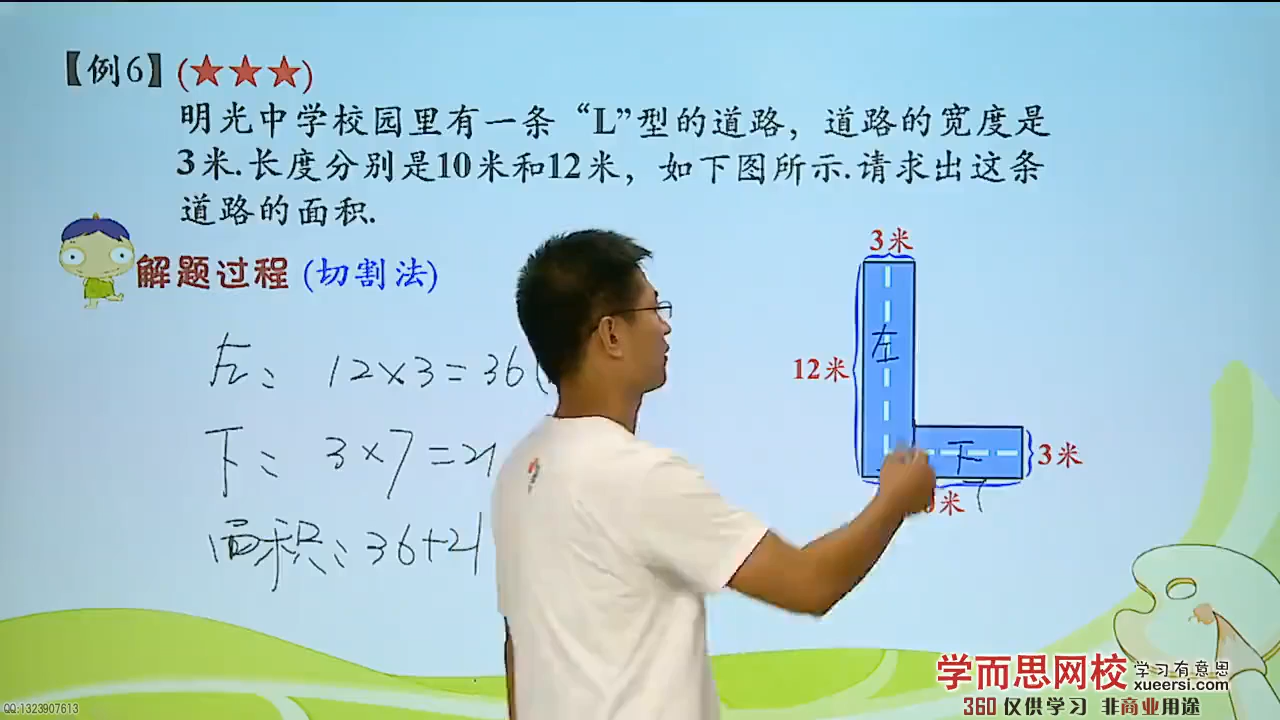 【例6】(★★★)
明光中学校园里有一条“L”型的道路，道路的宽度是
3米.长度分别是10米和12米，如下图所示.请求出这条
道路的面积.
解题过程 (切割法)
左：12×3=36(
下：3×7=21
面积：36+21
3米
12米
左
下
3米
米 7
学而思网校 学习有意思
xueersi.com
360 仅供学习 非商业用途
QQ:1323907613